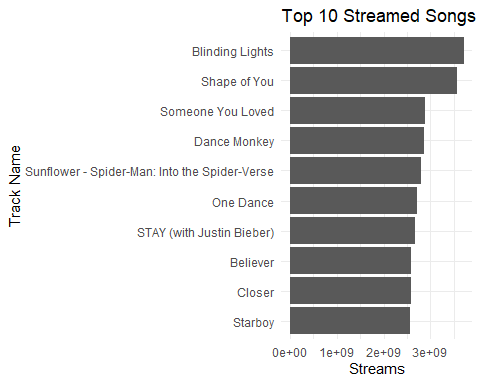 Top 10 Streamed Songs
Track Name
Blinding Lights
Shape of You
Someone You Loved
Dance Monkey
Sunflower - Spider-Man: Into the Spider-Verse
One Dance
STAY (with Justin Bieber)
Believer
Closer
Starboy
0e+00 1e+09 2e+09 3e+09
Streams